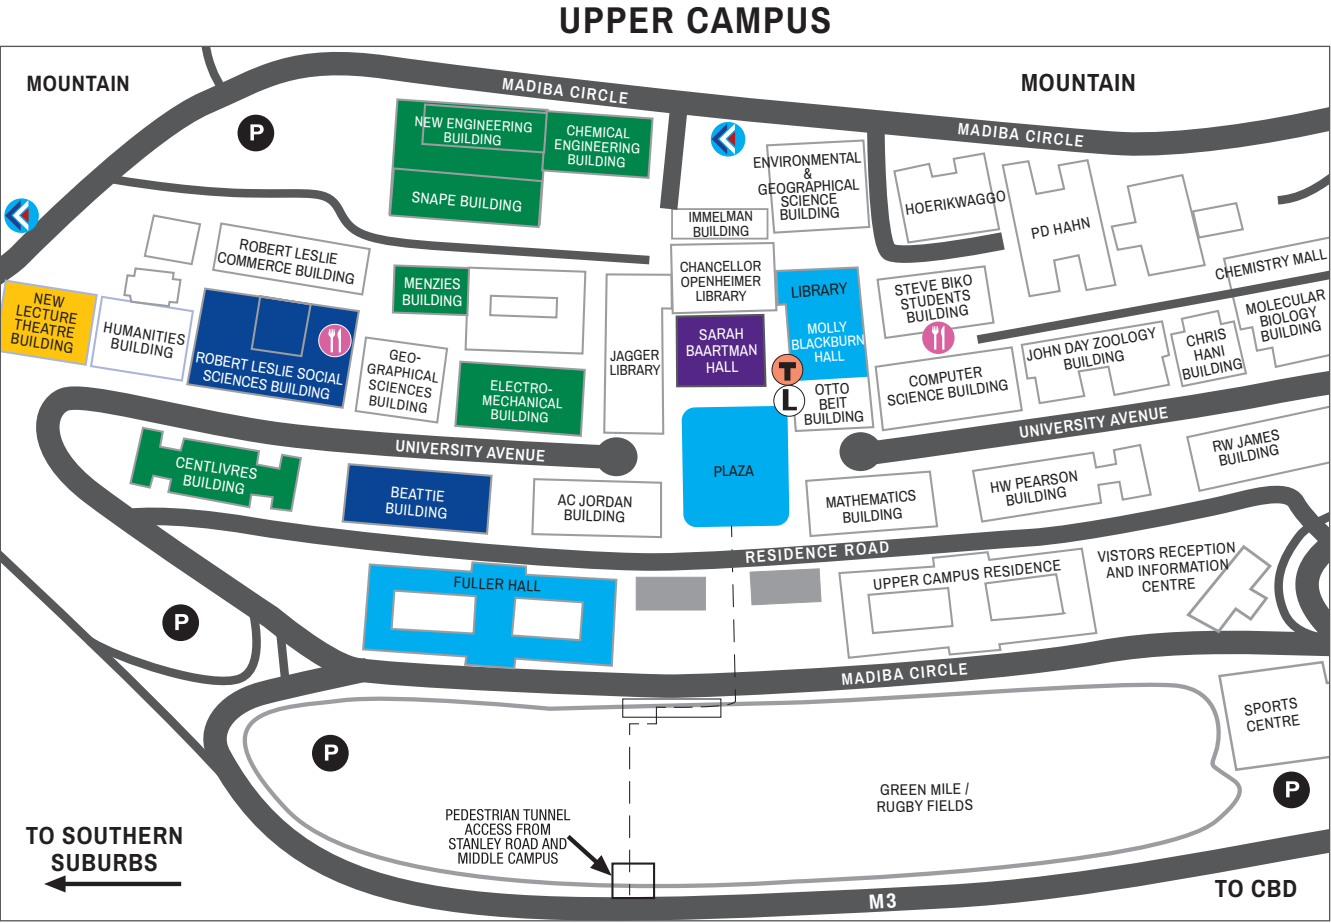 UPPER CAMPUS
MOUNTAIN
MADIBA CIRCLE
MOUNTAIN
MADIBA CIRCLE
P
NEW ENGINEERING
BUILDING
CHEMICAL
ENGINEERING
BUILDING
SNAPE BUILDING
ENVIRONMENTAL
&
GEOGRAPHICAL
SCIENCE
BUILDING
HOERIKWAGGO
PD HAHN
IMMELMAN
BUILDING
ROBERT LESLIE
COMMERCE BUILDING
CHANCELLOR
OPENHEIMER
LIBRARY
CHEMISTRY MALL
MENZIES
BUILDING
LIBRARY
STEVE BIKO
STUDENTS
BUILDING
NEW
LECTURE
THEATRE
BUILDING
HUMANITIES
BUILDING
ROBERT LESLIE SOCIAL
SCIENCES BUILDING
GEO-
GRAPHICAL
SCIENCES
BUILDING
JAGGER
LIBRARY
SARAH
BAARTMAN
HALL
MOLLY
BLACKBURN
HALL
MOLECULAR
BIOLOGY
BUILDING
JOHN DAY ZOOLOGY
BUILDING
CHRIS
HANI
BUILDING
ELECTRO-
MECHANICAL
BUILDING
T
L
OTTO
BEIT
BUILDING
COMPUTER
SCIENCE BUILDING
UNIVERSITY AVENUE
UNIVERSITY AVENUE
CENTLIVRES
BUILDING
BEATTIE
BUILDING
AC JORDAN
BUILDING
PLAZA
MATHEMATICS
BUILDING
HW PEARSON
BUILDING
RW JAMES
BUILDING
RESIDENCE ROAD
FULLER HALL
UPPER CAMPUS RESIDENCE
VISTORS RECEPTION
AND INFORMATION
CENTRE
P
MADIBA CIRCLE
SPORTS
CENTRE
P
GREEN MILE /
RUGBY FIELDS
P
PEDESTRIAN TUNNEL
ACCESS FROM
STANLEY ROAD AND
MIDDLE CAMPUS
TO SOUTHERN
SUBURBS
M3
TO CBD